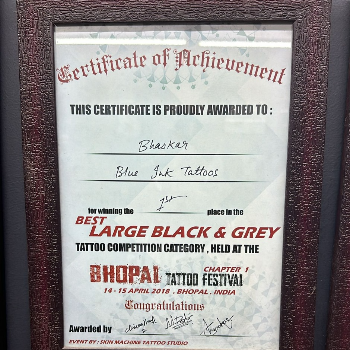 Certificate of Achievement
THIS CERTIFICATE IS PROUDLY AWARDED TO :
Bhaskar
Blue Ink Tattoos
for winning the 1st place in the
BEST
LARGE BLACK & GREY
TATTOO COMPETITION CATEGORY , HELD AT THE
BHOPAL TATTOO FESTIVAL
CHAPTER 1
14 - 15 APRIL 2018 . BHOPAL . INDIA
Congratulations
Awarded by
EVENT BY : SKIN MACHINE TATTOO STUDIO